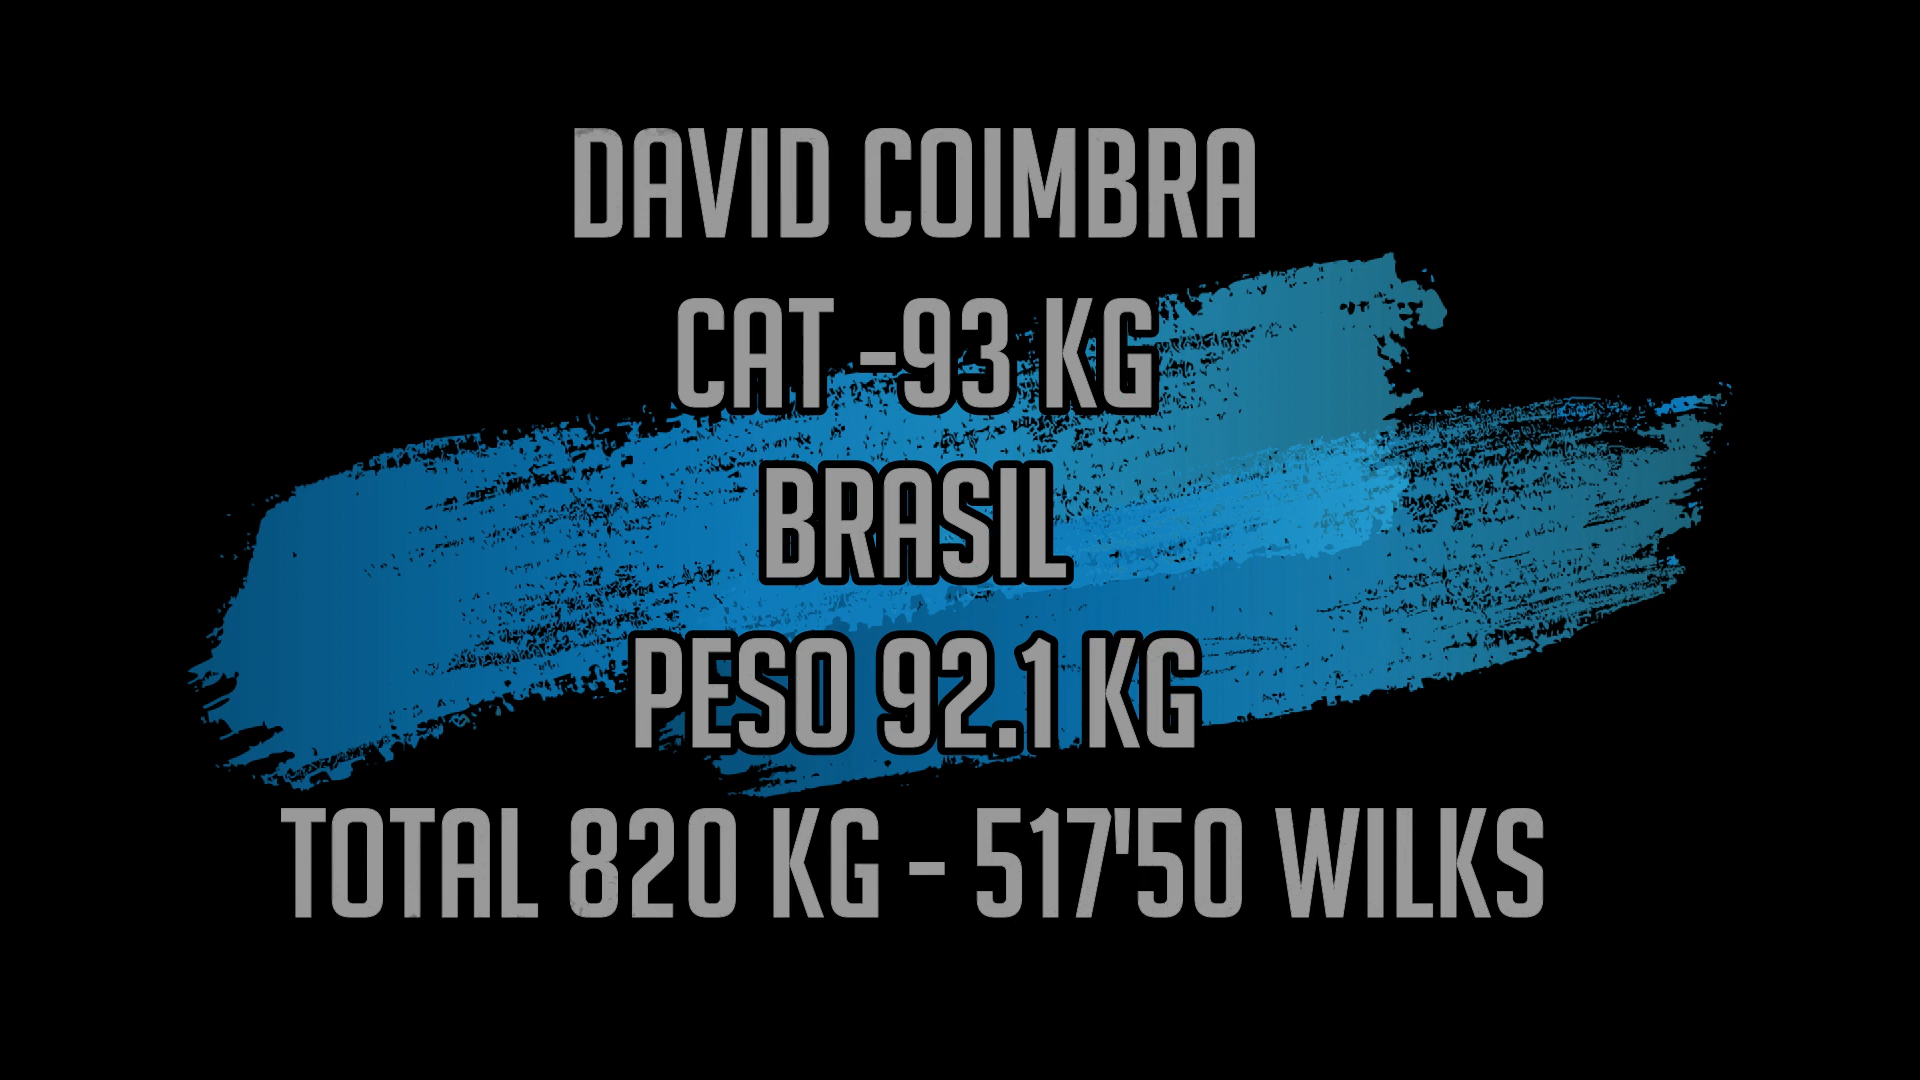 DAVID COIMBRA
CAT -93 KG
BRASIL
PESO 92.1 KG
TOTAL 820 KG - 517'50 WILKS